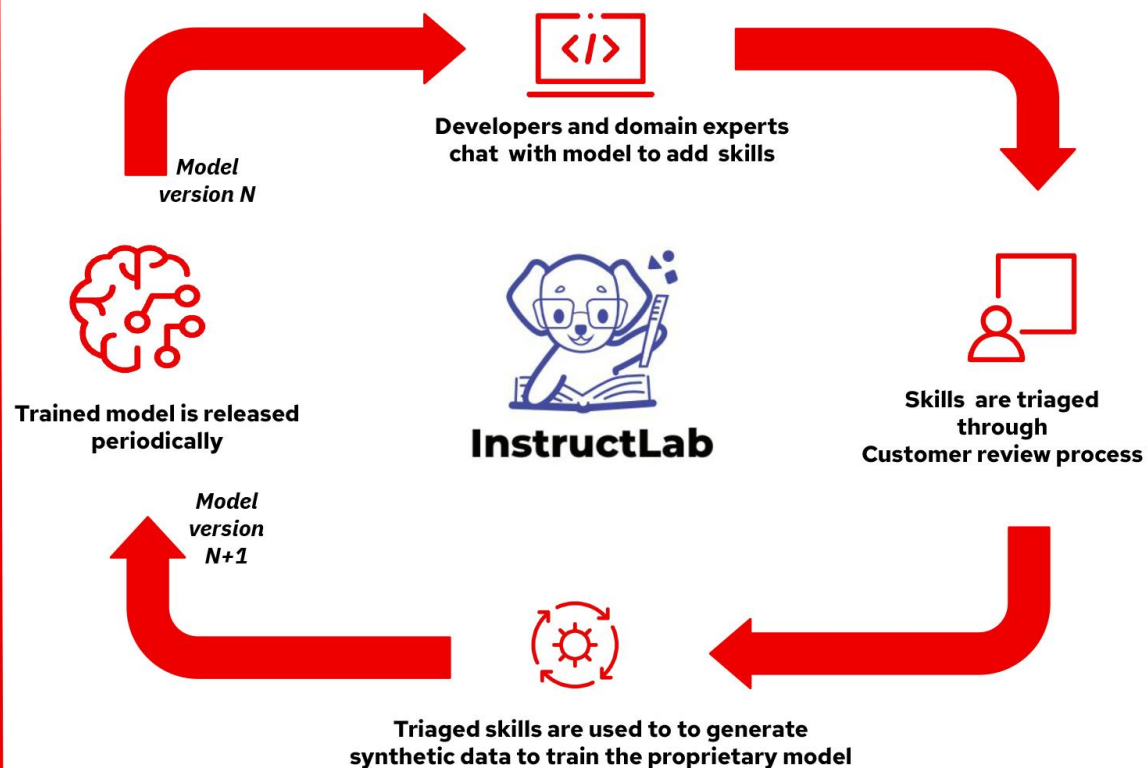 </>
Developers and domain experts
chat with model to add skills
Model
version N
Trained model is released
periodically
InstructLab
Skills are triaged
through
Customer review process
Model
version
N+1
Triaged skills are used to to generate
synthetic data to train the proprietary model